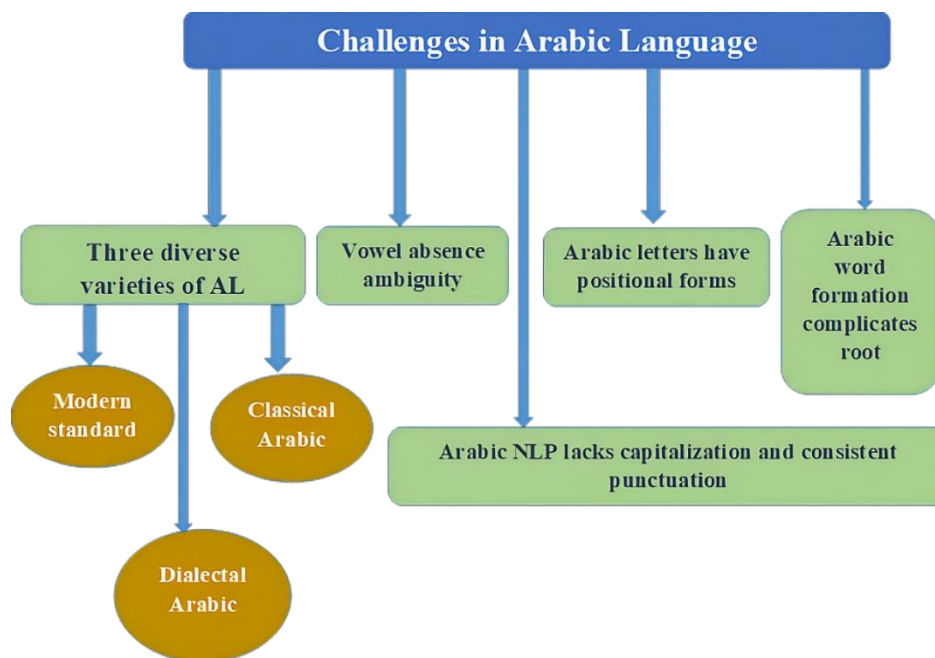 Challenges in Arabic Language
Three diverse
varieties of AL
Vowel absence
ambiguity
Arabic letters have
positional forms
Arabic
word
formation
complicates
root
Modern
standard
Classical
Arabic
Arabic NLP lacks capitalization and consistent
punctuation
Dialectal
Arabic